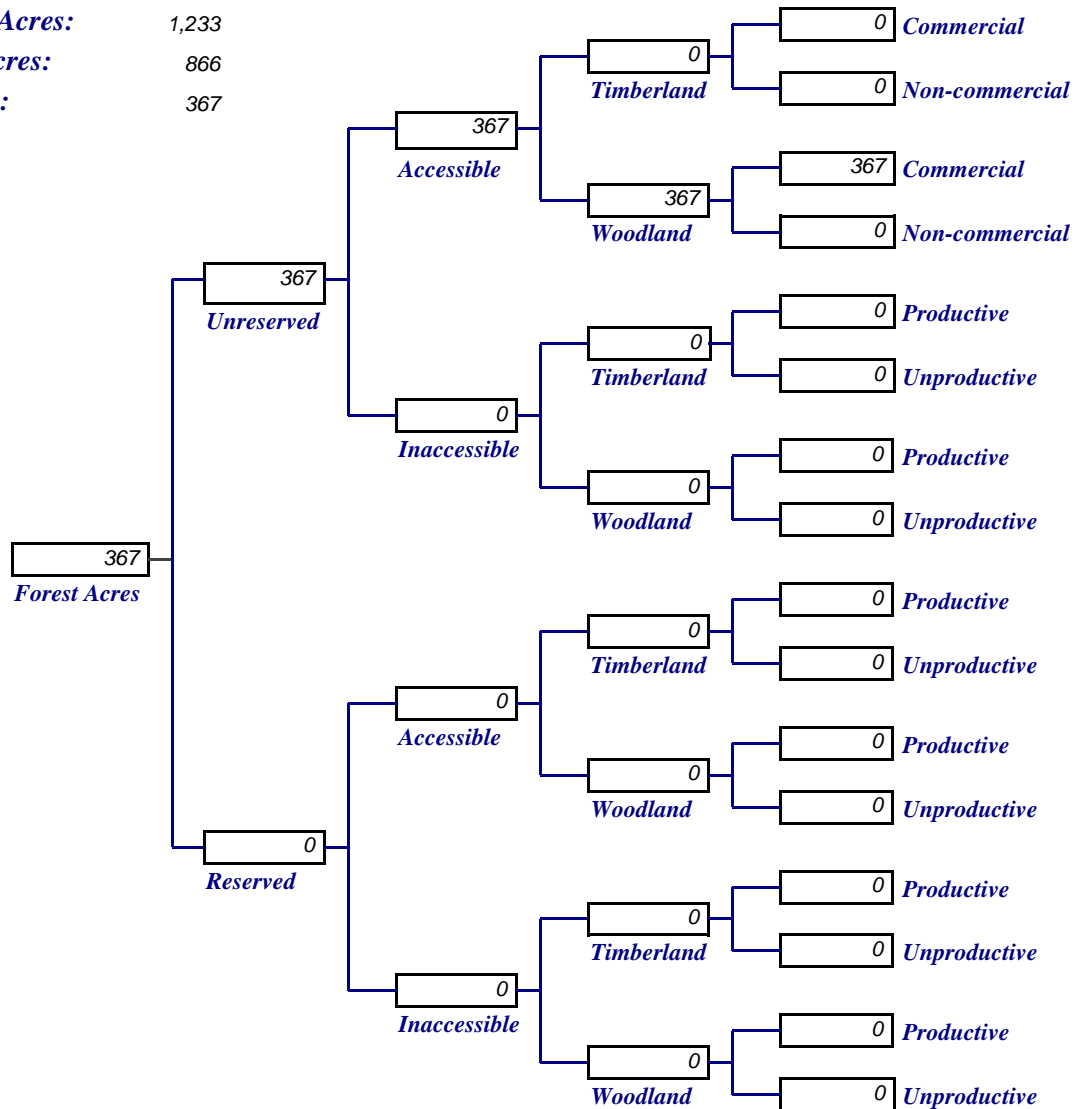 Acres: 1,233
cres: 866
: 367
0 Commercial
0
Timberland
0 Non-commercial
367
Accessible
367 Commercial
367
Woodland
0 Non-commercial
367
Unreserved
0 Productive
0
Timberland
0 Unproductive
0
Inaccessible
0 Productive
0
Woodland
0 Unproductive
367
Forest Acres
0 Productive
0
Timberland
0 Unproductive
0
Accessible
0 Productive
0
Woodland
0 Unproductive
0
Reserved
0 Productive
0
Timberland
0 Unproductive
0
Inaccessible
0 Productive
0
Woodland
0 Unproductive